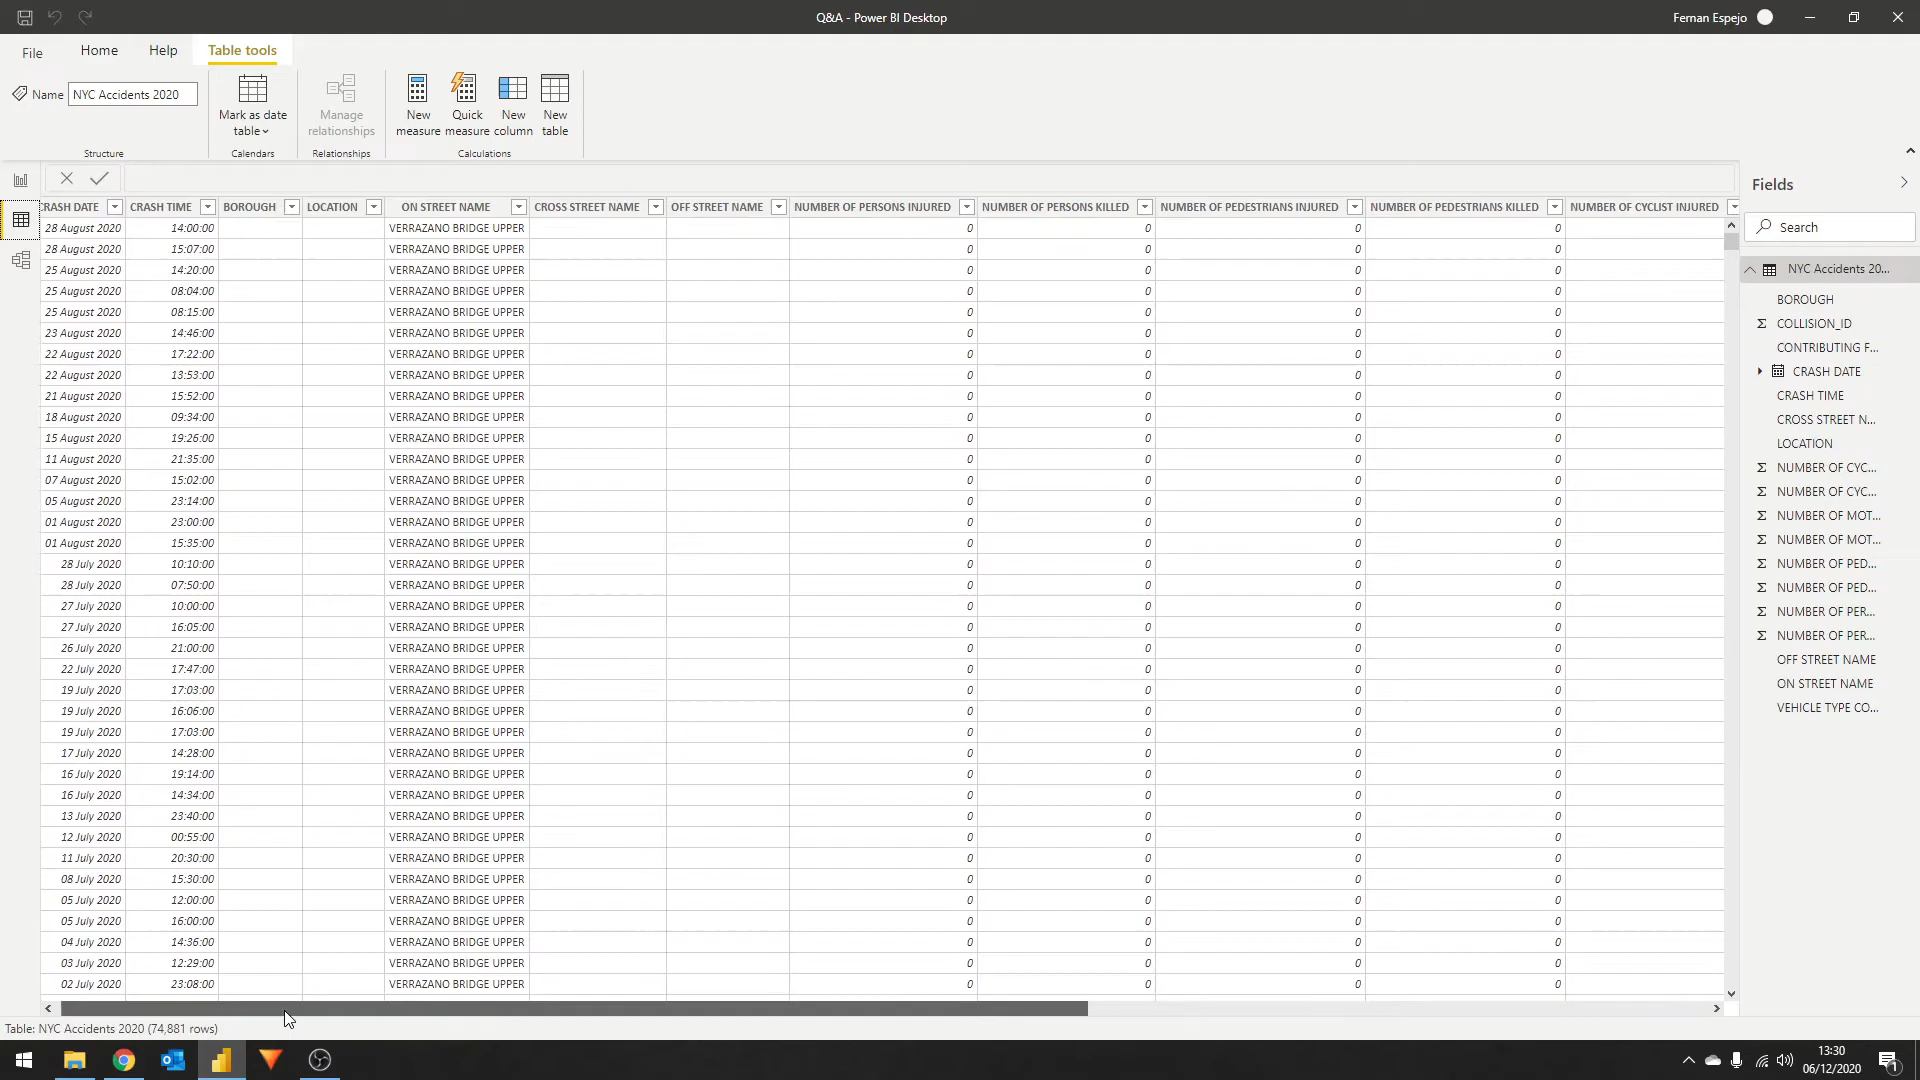 Q&A - Power BI Desktop
Fernan Espejo
File Home Help Table tools
Name NYC Accidents 2020
Mark as date table
Manage relationships
New measure
Quick measure
New column
New table
Structure Calendars Relationships Calculations
Fields
Search
CRASH DATE CRASH TIME BOROUGH LOCATION ON STREET NAME CROSS STREET NAME OFF STREET NAME NUMBER OF PERSONS INJURED NUMBER OF PERSONS KILLED NUMBER OF PEDESTRIANS INJURED NUMBER OF PEDESTRIANS KILLED NUMBER OF CYCLIST INJURED
28 August 2020 14:00:00 VERRAZANO BRIDGE UPPER 0 0 0 0
28 August 2020 15:07:00 VERRAZANO BRIDGE UPPER 0 0 0 0
25 August 2020 14:20:00 VERRAZANO BRIDGE UPPER 0 0 0 0
25 August 2020 08:04:00 VERRAZANO BRIDGE UPPER 0 0 0 0
25 August 2020 08:15:00 VERRAZANO BRIDGE UPPER 0 0 0 0
23 August 2020 14:46:00 VERRAZANO BRIDGE UPPER 0 0 0 0
22 August 2020 17:22:00 VERRAZANO BRIDGE UPPER 0 0 0 0
22 August 2020 13:53:00 VERRAZANO BRIDGE UPPER 0 0 0 0
21 August 2020 15:52:00 VERRAZANO BRIDGE UPPER 0 0 0 0
18 August 2020 09:34:00 VERRAZANO BRIDGE UPPER 0 0 0 0
15 August 2020 19:26:00 VERRAZANO BRIDGE UPPER 0 0 0 0
11 August 2020 21:35:00 VERRAZANO BRIDGE UPPER 0 0 0 0
07 August 2020 15:02:00 VERRAZANO BRIDGE UPPER 0 0 0 0
05 August 2020 23:14:00 VERRAZANO BRIDGE UPPER 0 0 0 0
01 August 2020 23:00:00 VERRAZANO BRIDGE UPPER 0 0 0 0
01 August 2020 15:35:00 VERRAZANO BRIDGE UPPER 0 0 0 0
28 July 2020 10:10:00 VERRAZANO BRIDGE UPPER 0 0 0 0
28 July 2020 07:50:00 VERRAZANO BRIDGE UPPER 0 0 0 0
27 July 2020 10:00:00 VERRAZANO BRIDGE UPPER 0 0 0 0
27 July 2020 16:05:00 VERRAZANO BRIDGE UPPER 0 0 0 0
26 July 2020 21:00:00 VERRAZANO BRIDGE UPPER 0 0 0 0
22 July 2020 17:47:00 VERRAZANO BRIDGE UPPER 0 0 0 0
19 July 2020 17:03:00 VERRAZANO BRIDGE UPPER 0 0 0 0
19 July 2020 16:06:00 VERRAZANO BRIDGE UPPER 0 0 0 0
19 July 2020 17:03:00 VERRAZANO BRIDGE UPPER 0 0 0 0
17 July 2020 14:28:00 VERRAZANO BRIDGE UPPER 0 0 0 0
16 July 2020 19:14:00 VERRAZANO BRIDGE UPPER 0 0 0 0
16 July 2020 14:34:00 VERRAZANO BRIDGE UPPER 0 0 0 0
13 July 2020 23:40:00 VERRAZANO BRIDGE UPPER 0 0 0 0
12 July 2020 00:55:00 VERRAZANO BRIDGE UPPER 0 0 0 0
11 July 2020 20:30:00 VERRAZANO BRIDGE UPPER 0 0 0 0
08 July 2020 15:30:00 VERRAZANO BRIDGE UPPER 0 0 0 0
05 July 2020 12:00:00 VERRAZANO BRIDGE UPPER 0 0 0 0
05 July 2020 16:00:00 VERRAZANO BRIDGE UPPER 0 0 0 0
04 July 2020 14:36:00 VERRAZANO BRIDGE UPPER 0 0 0 0
03 July 2020 12:29:00 VERRAZANO BRIDGE UPPER 0 0 0 0
02 July 2020 23:08:00 VERRAZANO BRIDGE UPPER 0 0 0 0
NYC Accidents 20...
BOROUGH
Σ COLLISION_ID
CONTRIBUTING F...
CRASH DATE
CRASH TIME
CROSS STREET N...
LOCATION
Σ NUMBER OF CYC...
Σ NUMBER OF CYC...
Σ NUMBER OF MOT...
Σ NUMBER OF MOT...
Σ NUMBER OF PED...
Σ NUMBER OF PED...
Σ NUMBER OF PER...
Σ NUMBER OF PER...
OFF STREET NAME
ON STREET NAME
VEHICLE TYPE CO...
Table: NYC Accidents 2020 (74,881 rows)
13:30
06/12/2020
1